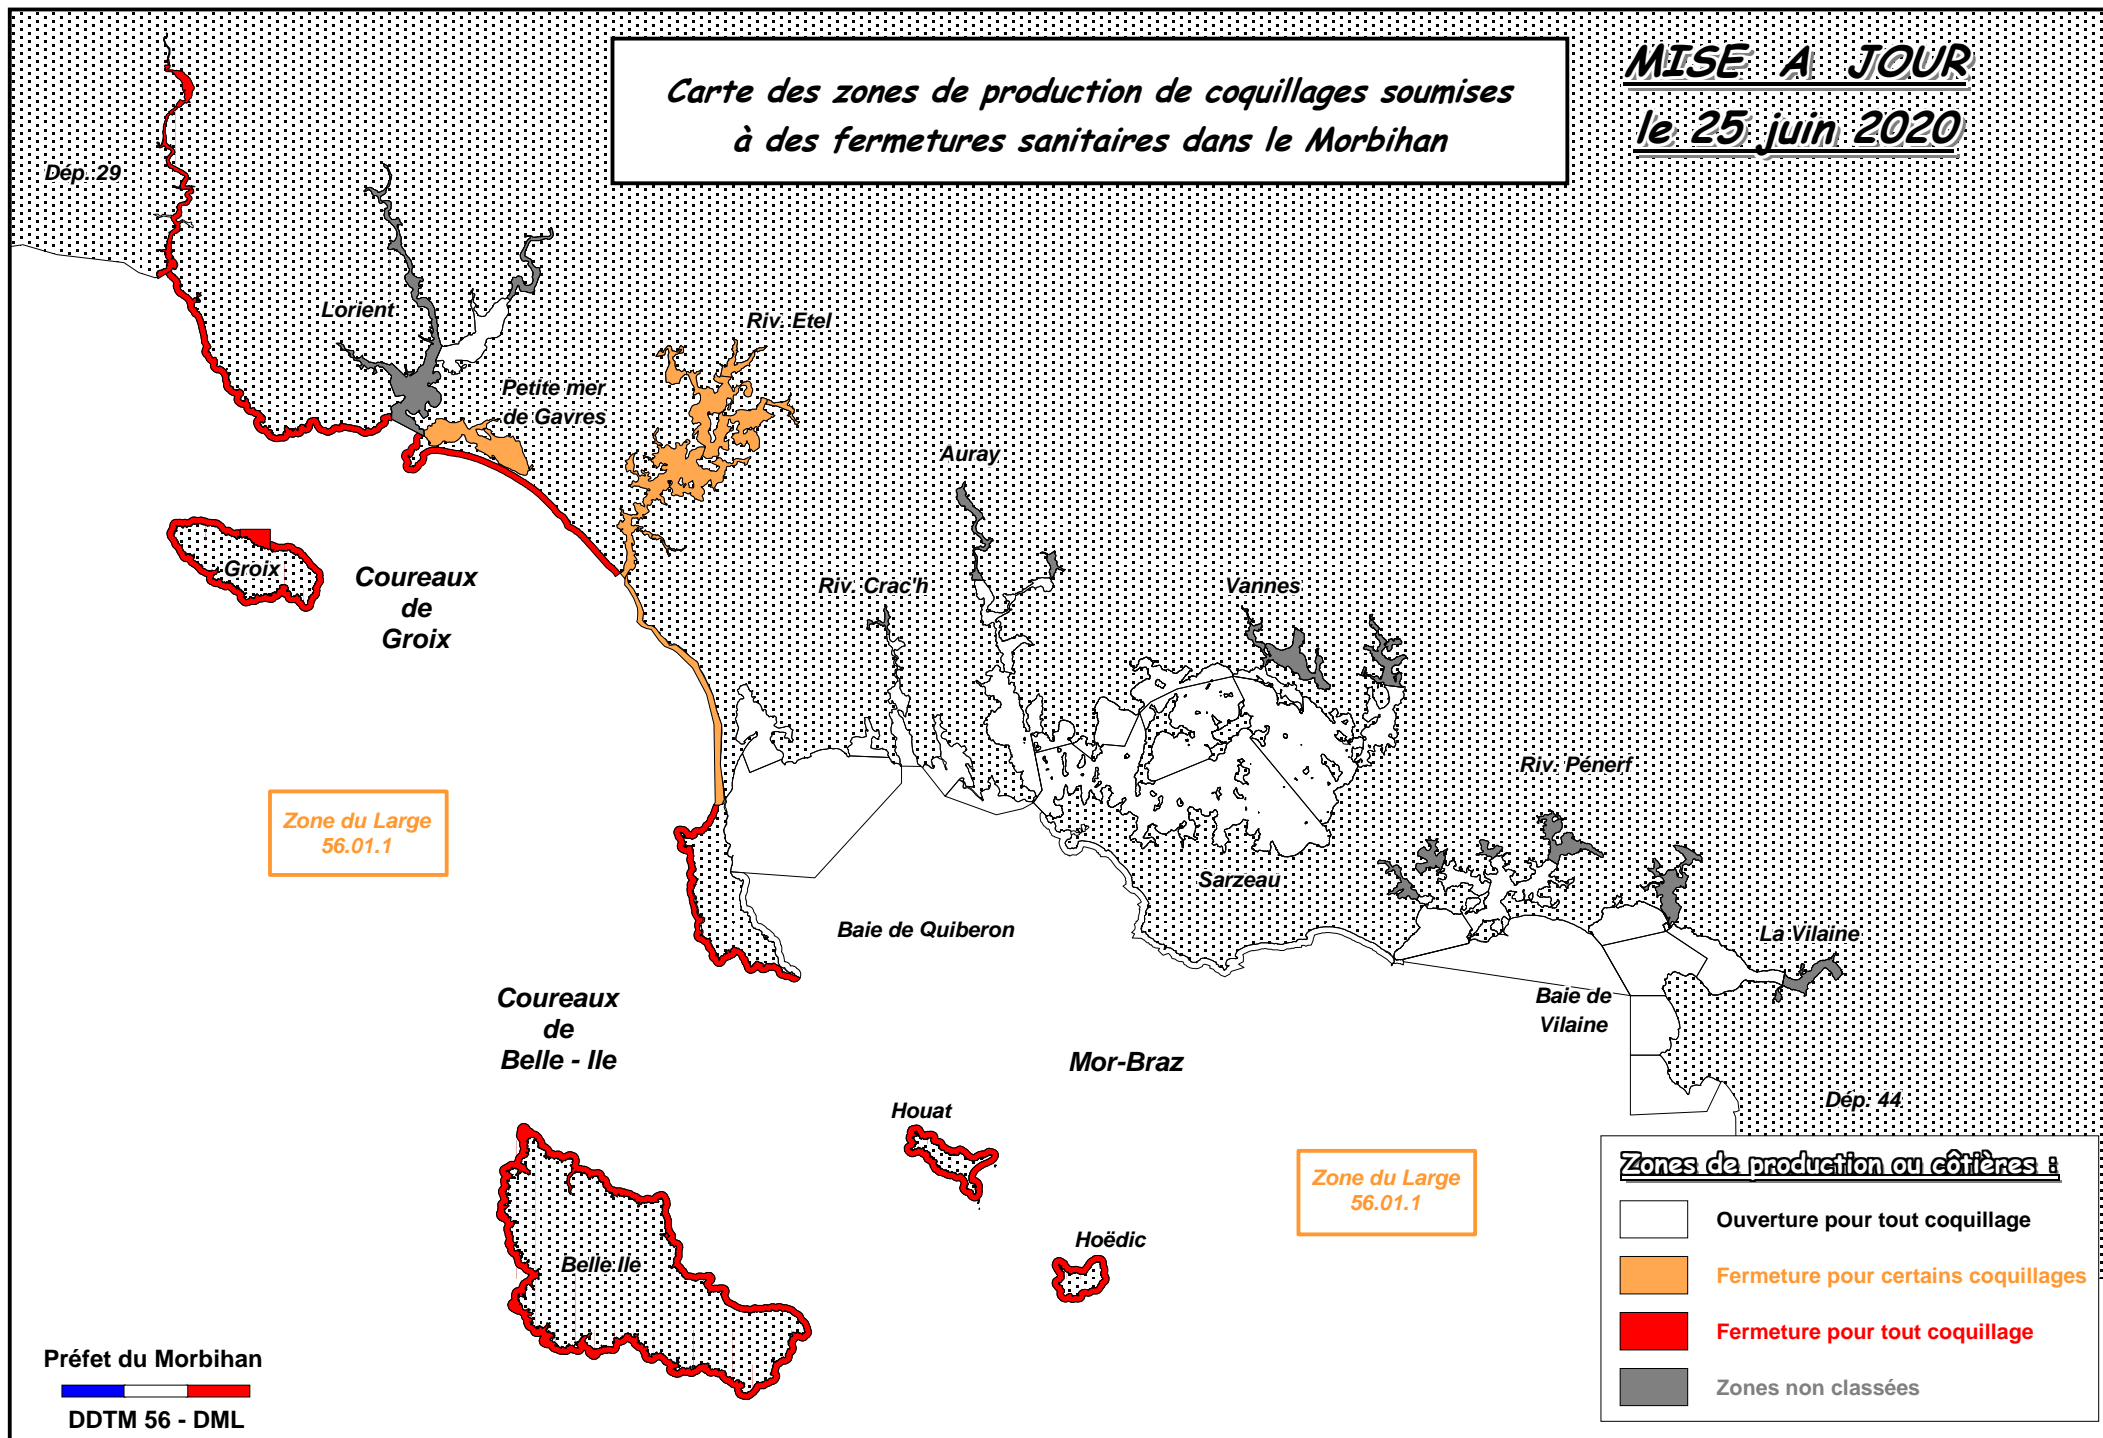 Carte des zones de production de coquillages soumises
à des fermetures sanitaires dans le Morbihan
MISE A JOUR
le 25 juin 2020
Dép. 29
Lorient
Riv. Etel
Petite mer
de Gavres
Auray
Groix
Coureaux
de
Groix
Riv. Crac'h
Vannes
Riv. Pénerf
Zone du Large
56.01.1
Sarzeau
Baie de Quiberon
La Vilaine
Coureaux
de
Belle - Ile
Baie de
Vilaine
Mor-Braz
Dép. 44
Houat
Zone du Large
56.01.1
Hoëdic
Belle Ile
Zones de production ou côtières :
Ouverture pour tout coquillage
Fermeture pour certains coquillages
Fermeture pour tout coquillage
Zones non classées
Préfet du Morbihan
DDTM 56 - DML